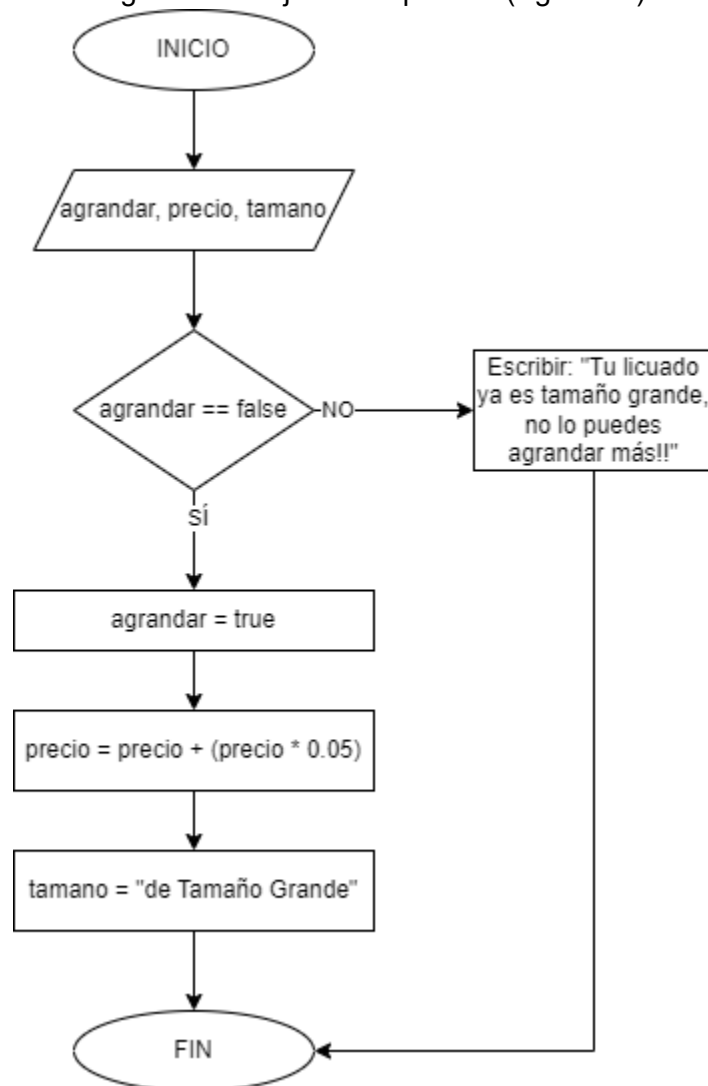 INICIO
agrandar, precio, tamano
agrandar == false
NO
Escribir: "Tu licuado
ya es tamaño grande,
no lo puedes
agrandar más!!"
SÍ
agrandar = true
precio = precio + (precio * 0.05)
tamano = "de Tamaño Grande"
FIN